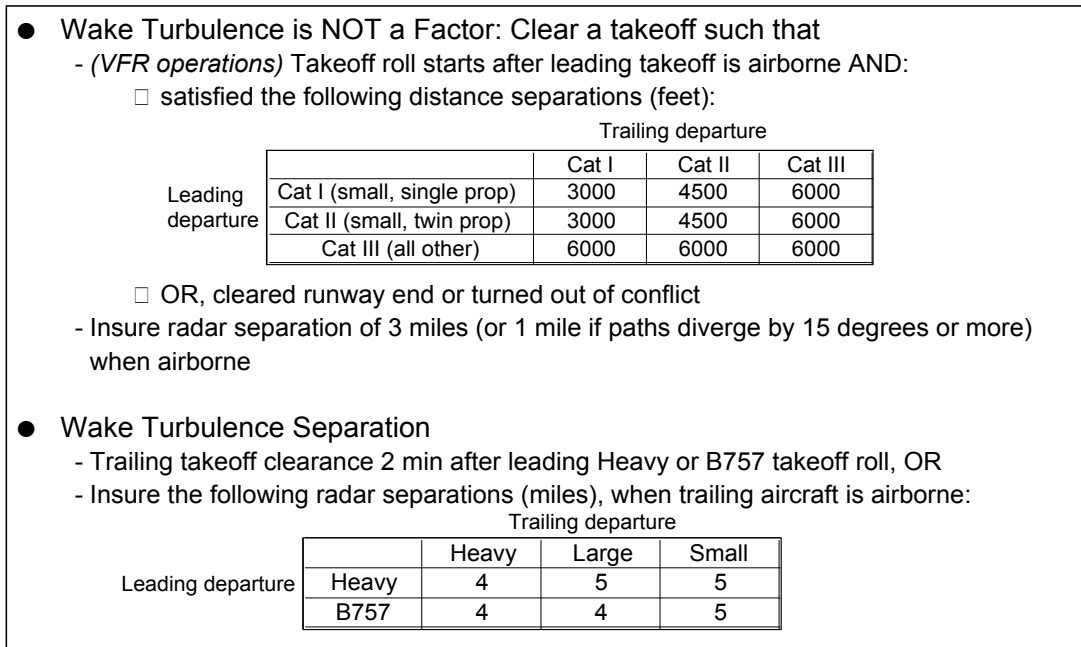 ● Wake Turbulence is NOT a Factor: Clear a takeoff such that
- (VFR operations) Takeoff roll starts after leading takeoff is airborne AND:
□ satisfied the following distance separations (feet):
Trailing departure
Cat I Cat II Cat III
Leading departure
Cat I (small, single prop) 3000 4500 6000
Cat II (small, twin prop) 3000 4500 6000
Cat III (all other) 6000 6000 6000
□ OR, cleared runway end or turned out of conflict
- Insure radar separation of 3 miles (or 1 mile if paths diverge by 15 degrees or more)
when airborne
● Wake Turbulence Separation
- Trailing takeoff clearance 2 min after leading Heavy or B757 takeoff roll, OR
- Insure the following radar separations (miles), when trailing aircraft is airborne:
Trailing departure
Heavy Large Small
Leading departure Heavy 4 5 5
B757 4 4 5